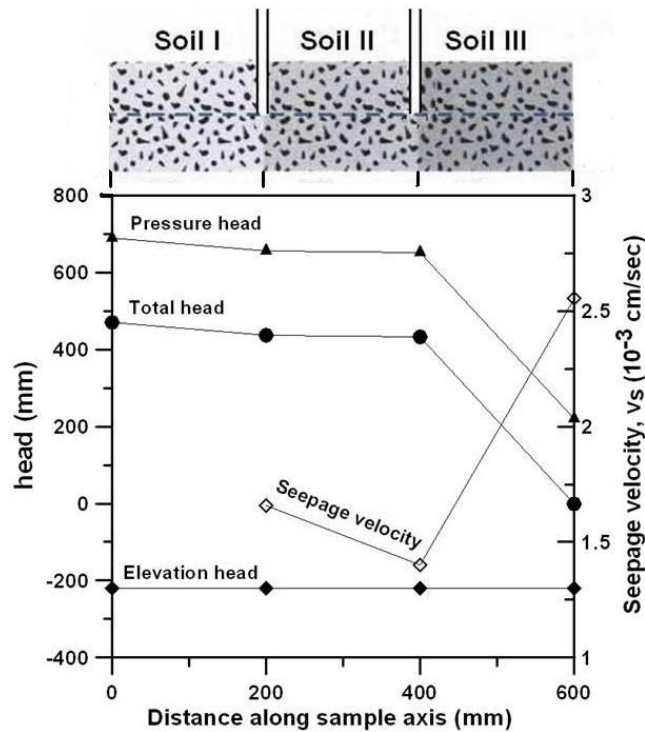 Soil I Soil II Soil III
800
600
400
200
0
-200
-400
head (mm)
Pressure head
Total head
Seepage velocity
Elevation head
3
2.5
2
1.5
1
Seepage velocity, vs (10⁻³ cm/sec)
0 200 400 600
Distance along sample axis (mm)